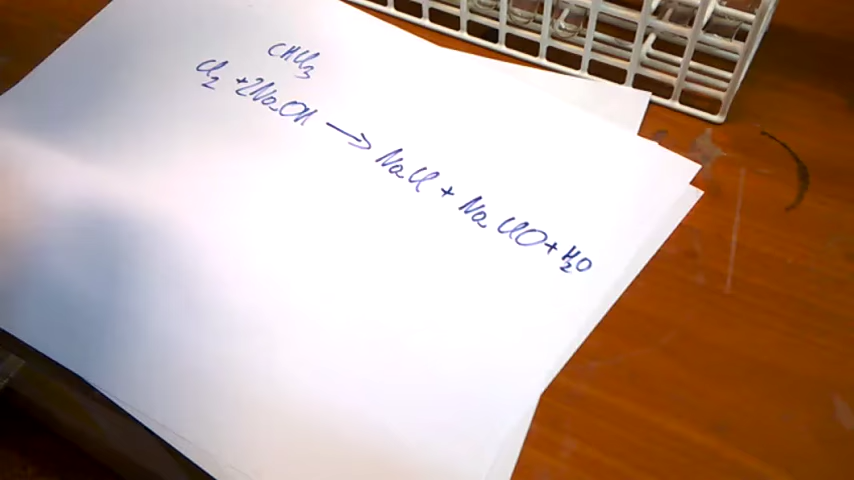 CHCl₃
Cl₂ + 2NaOH → NaCl + NaClO + H₂O